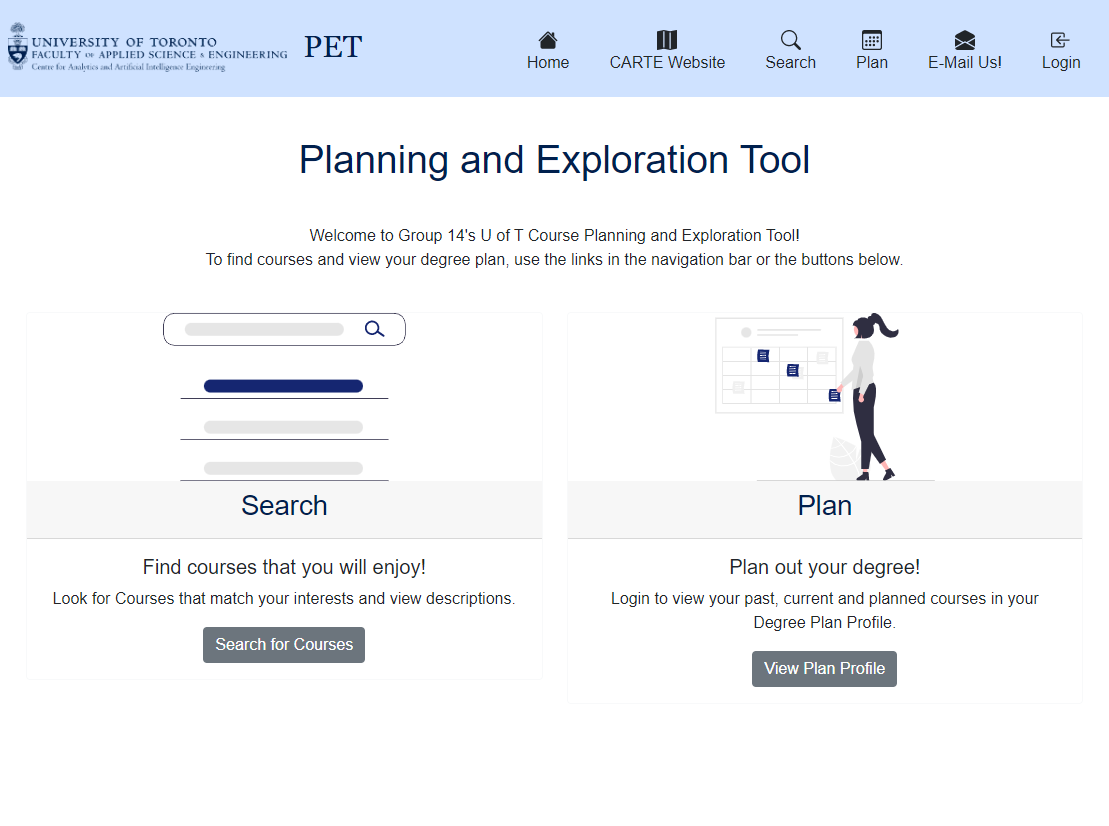 UNIVERSITY OF TORONTO
FACULTY OF APPLIED SCIENCE & ENGINEERING
Centre for Analytics and Artificial Intelligence Engineering
PET
Home
CARTE Website
Search
Plan
E-Mail Us!
Login
Planning and Exploration Tool
Welcome to Group 14's U of T Course Planning and Exploration Tool!
To find courses and view your degree plan, use the links in the navigation bar or the buttons below.
Search
Find courses that you will enjoy!
Look for Courses that match your interests and view descriptions.
Search for Courses
Plan
Plan out your degree!
Login to view your past, current and planned courses in your
Degree Plan Profile.
View Plan Profile